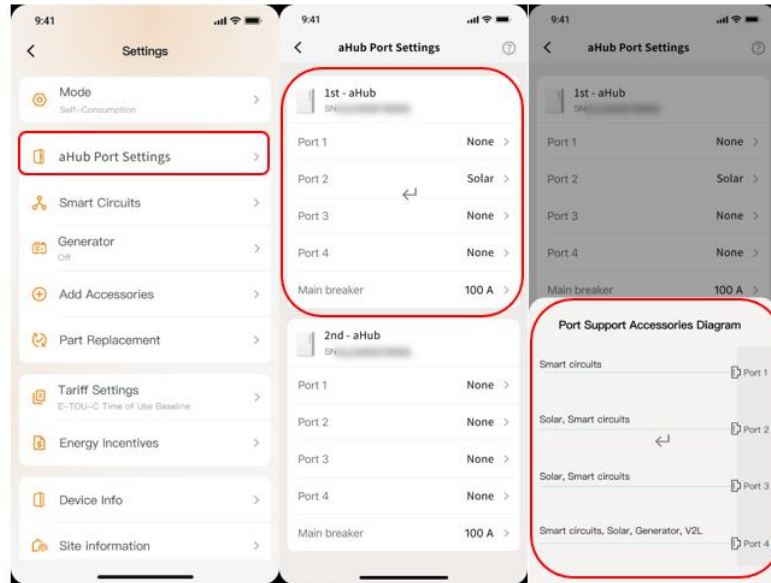 9:41
Settings
Mode
Self-Consumption
aHub Port Settings
Smart Circuits
Generator
Off
Add Accessories
Part Replacement
Tariff Settings
E-TOU-C Time of Use Baseline
Energy Incentives
Device Info
Site information
9:41
aHub Port Settings
1st - aHub
SN
Port 1 None
Port 2 Solar
Port 3 None
Port 4 None
Main breaker 100 A
2nd - aHub
SN
Port 1 None
Port 2 None
Port 3 None
Port 4 None
Main breaker 100 A
9:41
aHub Port Settings
1st - aHub
SN
Port 1 None
Port 2 Solar
Port 3 None
Port 4 None
Main breaker 100 A
Port Support Accessories Diagram
Smart circuits
Port 1
Solar, Smart circuits
Port 2
Solar, Smart circuits
Port 3
Smart circuits, Solar, Generator, V2L
Port 4